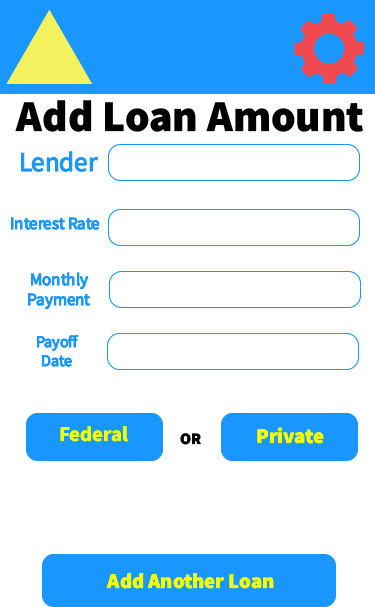 Add Loan Amount
Lender
Interest Rate
Monthly
Payment
Payoff
Date
Federal OR Private
Add Another Loan